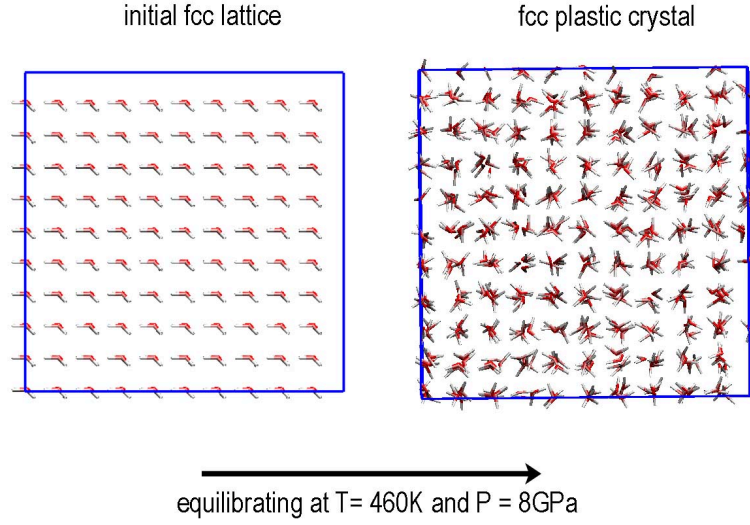 initial fcc lattice
fcc plastic crystal
equilibrating at T= 460K and P = 8GPa